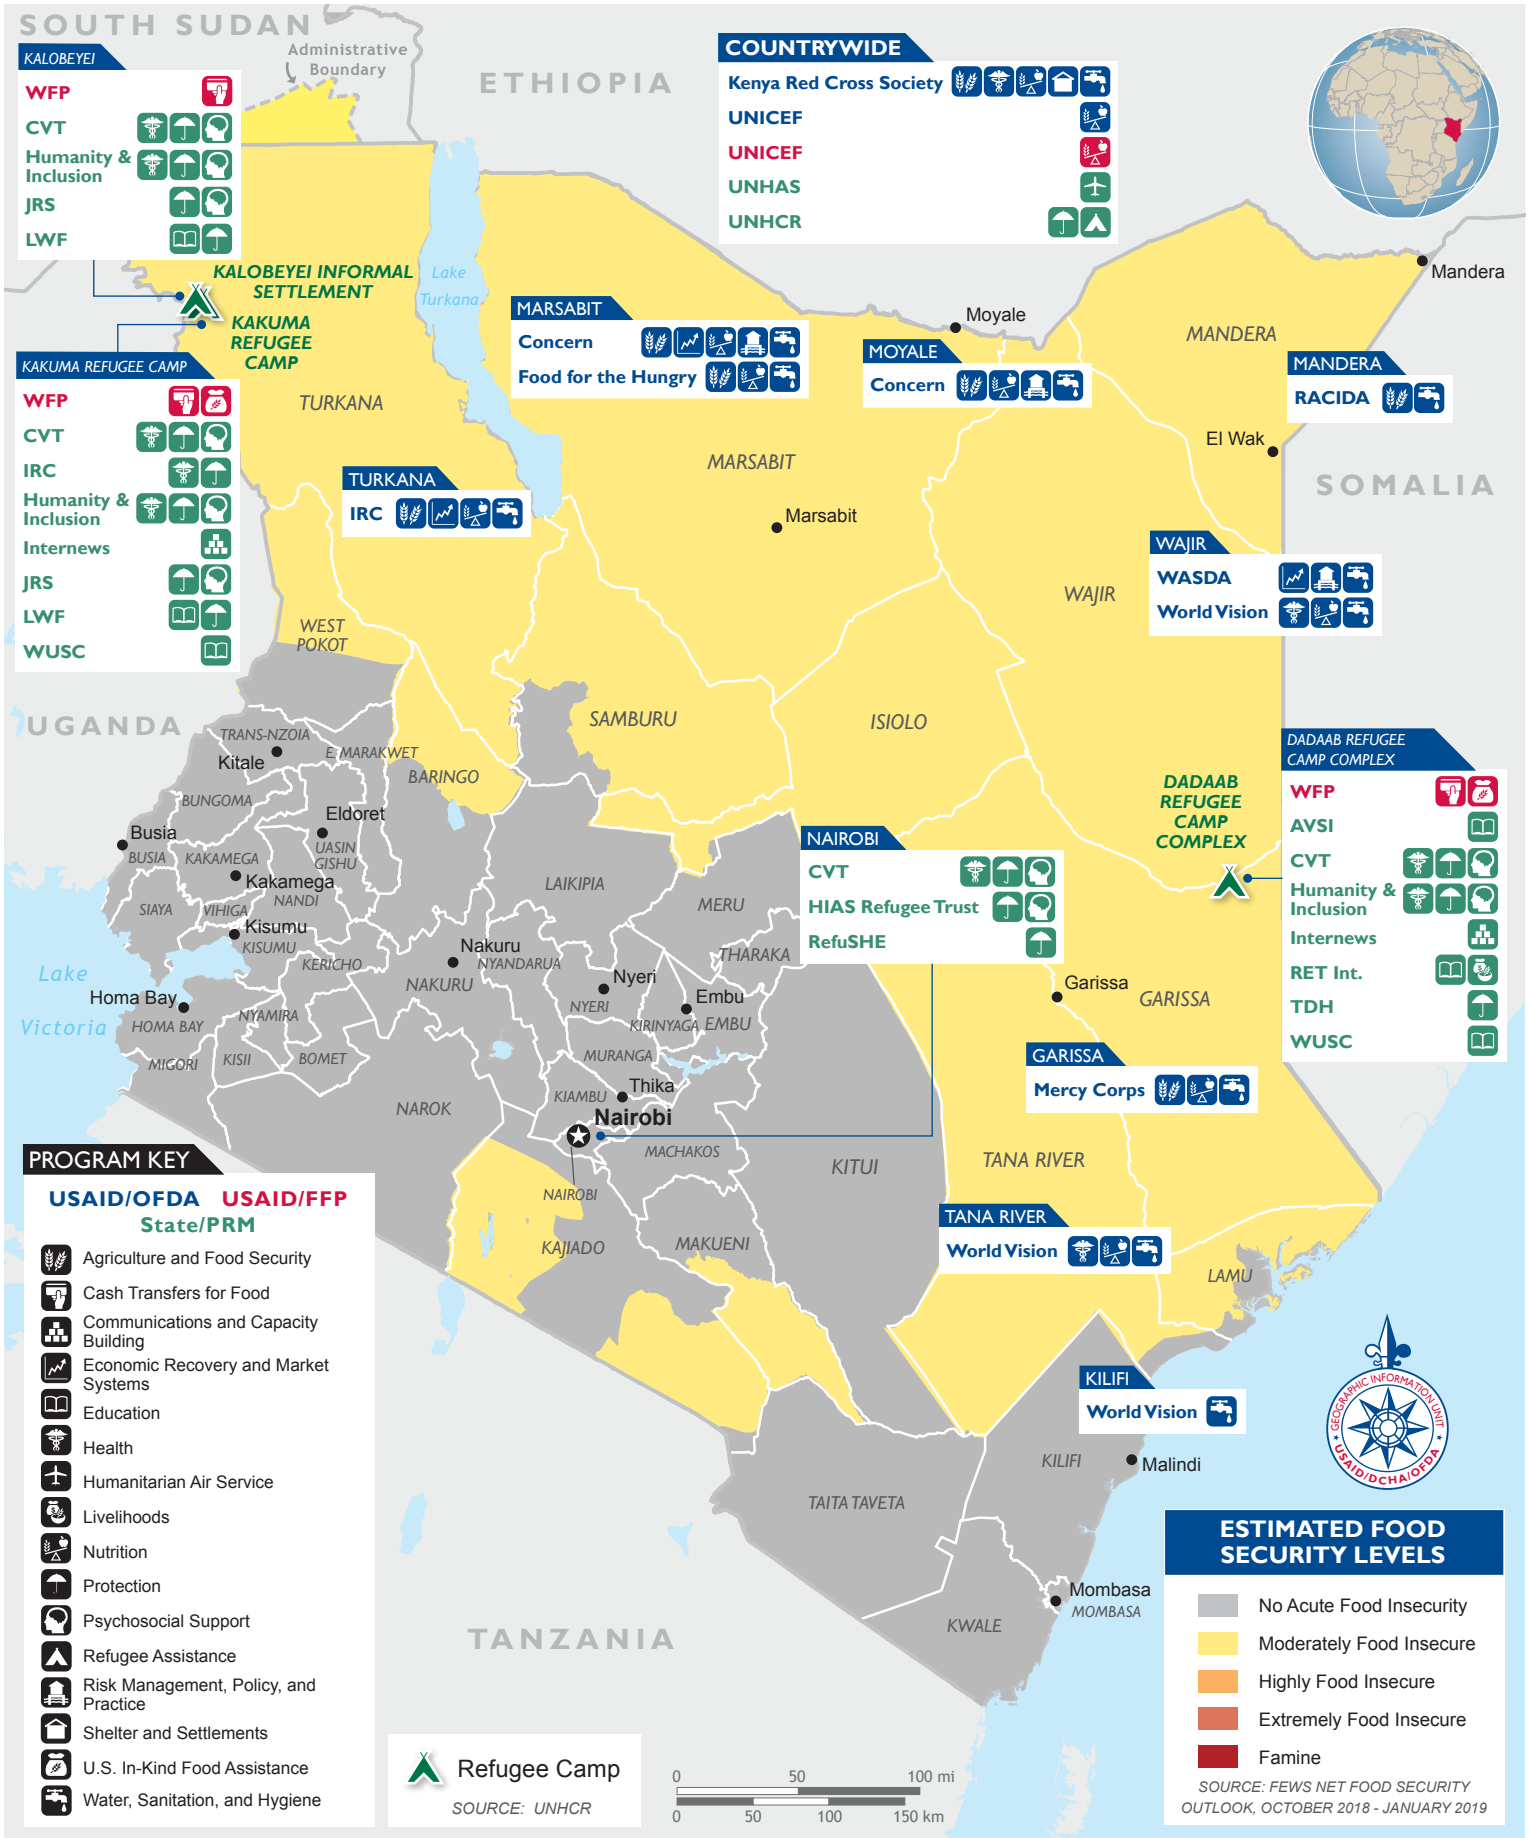 SOUTH SUDAN
Administrative
Boundary
ETHIOPIA
KALOBEYEI
WFP
CVT
Humanity &
Inclusion
JRS
LWF
COUNTRYWIDE
Kenya Red Cross Society
UNICEF
UNICEF
UNHAS
UNHCR
KALOBEYEI INFORMAL
SETTLEMENT
KAKUMA
REFUGEE
CAMP
Lake
Turkana
KAKUMA REFUGEE CAMP
WFP
CVT
IRC
Humanity &
Inclusion
Internews
JRS
LWF
WUSC
TURKANA
MARSABIT
Concern
Food for the Hungry
Moyale
MOYALE
Concern
Mandera
MANDERA
MANDERA
RACIDA
El Wak
SOMALIA
MARSABIT
Marsabit
TURKANA
IRC
WAJIR
WASDA
World Vision
WAJIR
WEST
POKOT
UGANDA
SAMBURU
ISIOLO
TRANS-NZOIA
Kitale
E. MARAKWET
BARINGO
BUNGOMA
Eldoret
Busia
BUSIA
KAKAMEGA
UASIN
GISHU
Kakamega
NANDI
SIAYA
VIHIGA
Kisumu
KISUMU
KERICHO
LAIKIPIA
MERU
THARAKA
Nakuru
NAKURU
NYANDARUA
Nyeri
NYERI
Embu
KIRINYAGA
EMBU
Lake
Victoria
Homa Bay
HOMA BAY
NYAMIRA
MIGORI
KISII
BOMET
MURANGA
KIAMBU
Thika
NAROK
Nairobi
MACHAKOS
NAIROBI
KAJIADO
MAKUENI
KITUI
NAIROBI
CVT
HIAS Refugee Trust
RefuSHE
DADAAB
REFUGEE
CAMP
COMPLEX
DADAAB REFUGEE
CAMP COMPLEX
WFP
AVSI
CVT
Humanity &
Inclusion
Internews
RET Int.
TDH
WUSC
Garissa
GARISSA
GARISSA
Mercy Corps
TANA RIVER
TANA RIVER
World Vision
LAMU
KILIFI
World Vision
KILIFI
Malindi
TAITA TAVETA
Mombasa
MOMBASA
KWALE
TANZANIA
PROGRAM KEY
USAID/OFDA USAID/FFP
State/PRM
Agriculture and Food Security
Cash Transfers for Food
Communications and Capacity
Building
Economic Recovery and Market
Systems
Education
Health
Humanitarian Air Service
Livelihoods
Nutrition
Protection
Psychosocial Support
Refugee Assistance
Risk Management, Policy, and
Practice
Shelter and Settlements
U.S. In-Kind Food Assistance
Water, Sanitation, and Hygiene
Refugee Camp
SOURCE: UNHCR
0 50 100 mi
0 50 100 150 km
GEOGRAPHIC INFORMATION UNIT
USAID/DCHA/OFDA
ESTIMATED FOOD
SECURITY LEVELS
No Acute Food Insecurity
Moderately Food Insecure
Highly Food Insecure
Extremely Food Insecure
Famine
SOURCE: FEWS NET FOOD SECURITY
OUTLOOK, OCTOBER 2018 - JANUARY 2019